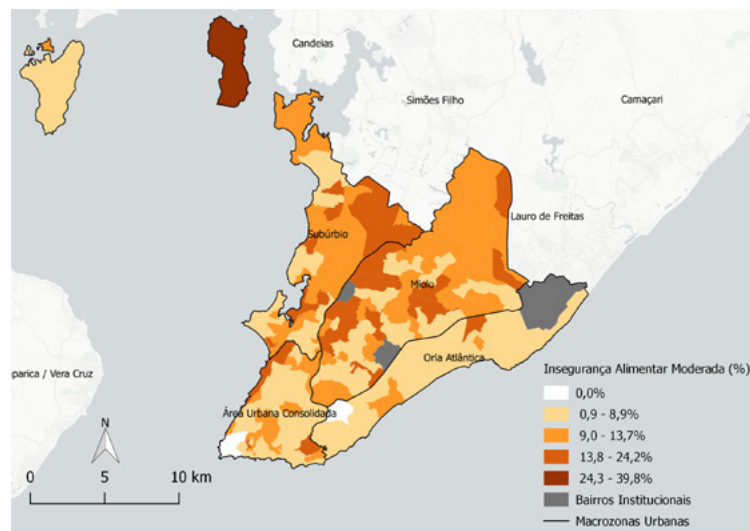 Candeias
Simões Filho
Camaçari
Lauro de Freitas
Subúrbio
Miolo
Orla Atlântica
Área Urbana Consolidada
parica / Vera Cruz
N
0 5 10 km
Insegurança Alimentar Moderada (%)
0,0%
0,9 - 8,9%
9,0 - 13,7%
13,8 - 24,2%
24,3 - 39,8%
Bairros Institucionais
Macrozonas Urbanas